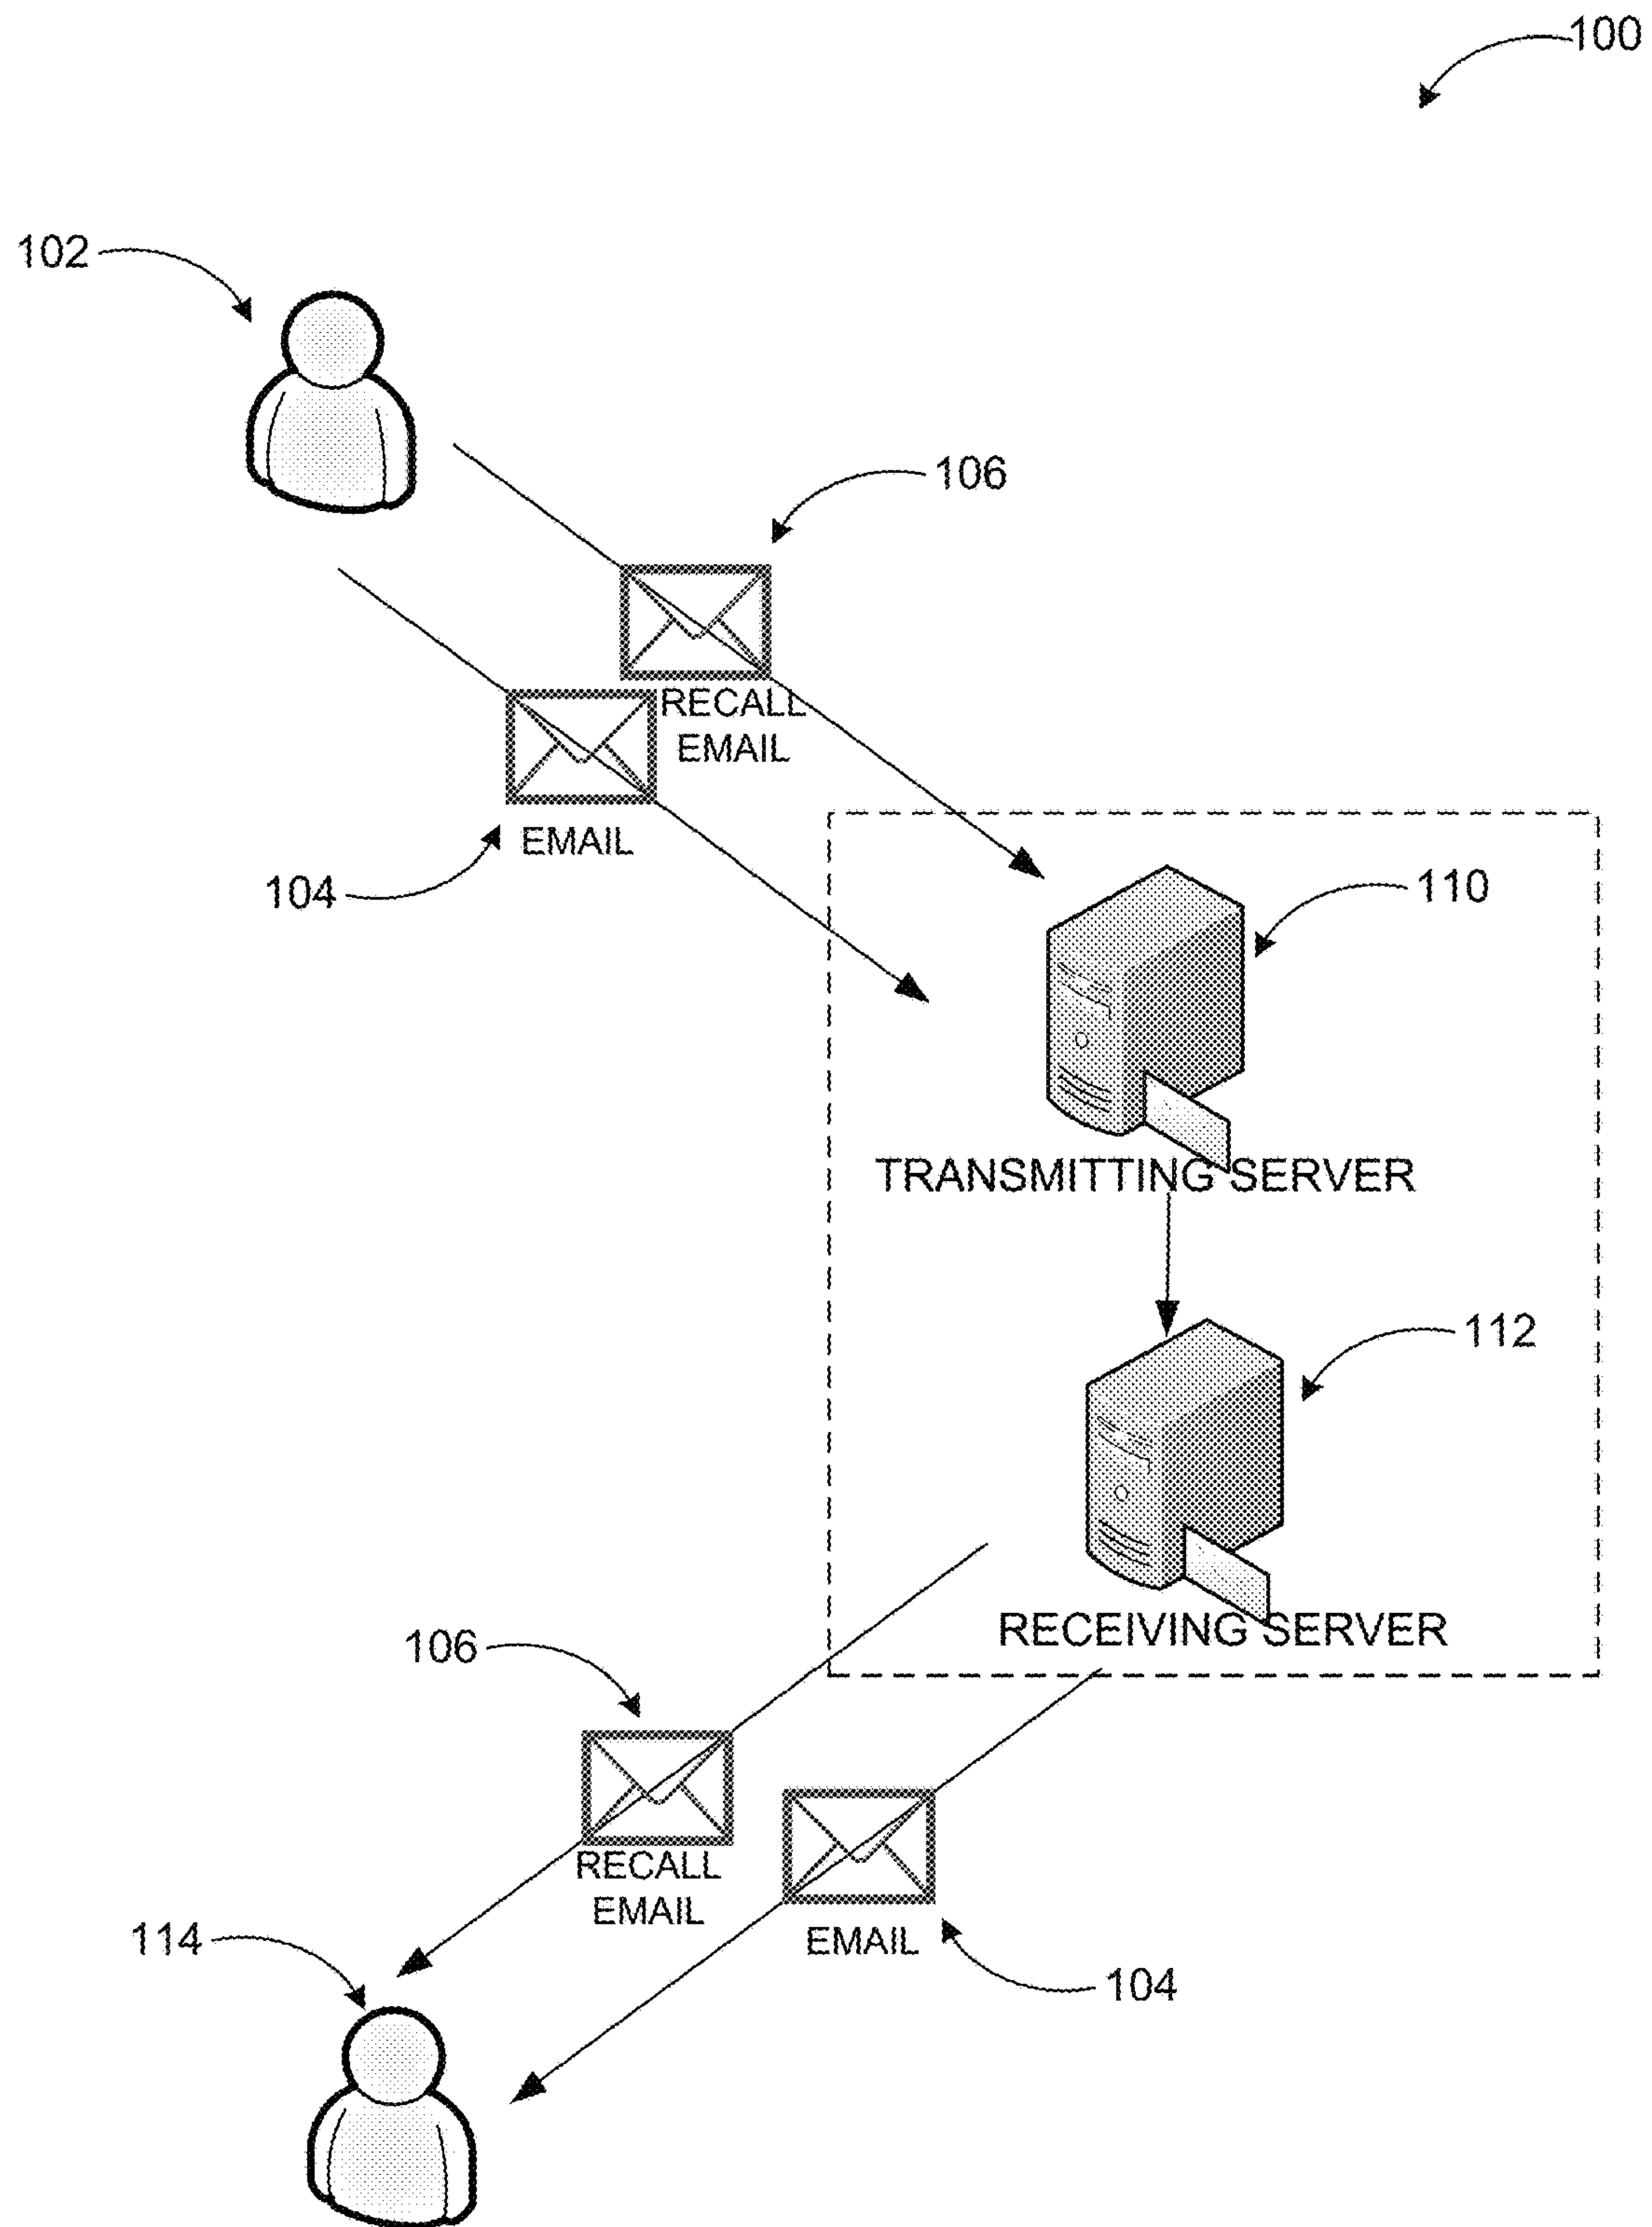 100
102
106
RECALL
EMAIL
EMAIL
104
110
TRANSMITTING SERVER
112
RECEIVING SERVER
106
RECALL
EMAIL
EMAIL
114
104